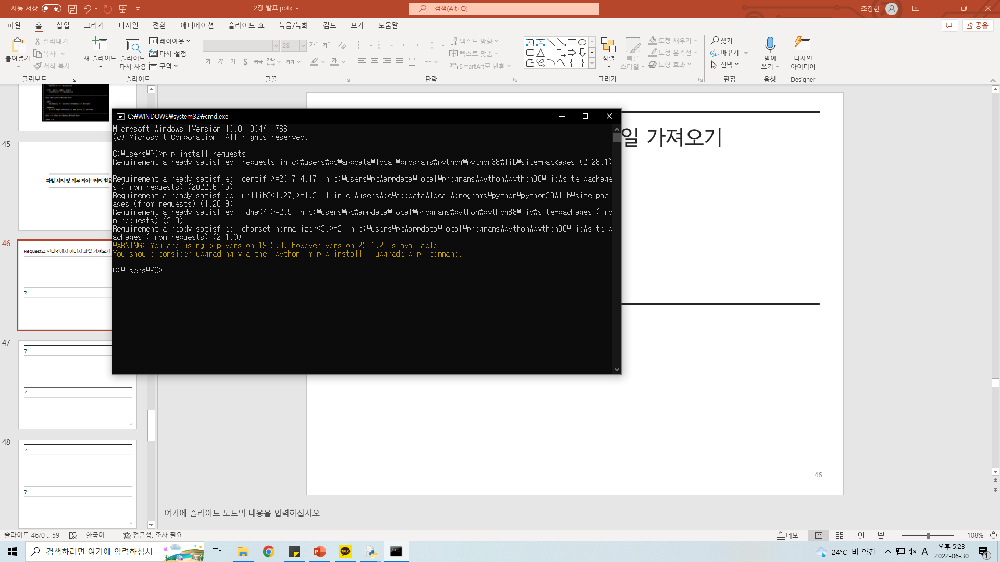 자동 저장 끔
2장 발표.pptx
검색(Alt+Q)
조장현
파일 홈 삽입 그리기 디자인 전환 애니메이션 슬라이드 쇼 녹음/녹화 검토 보기 도움말
공유
붙여넣기
잘라내기
복사
서식 복사
클립보드
새 슬라이드
슬라이드 다시 사용
레이아웃
다시 설정
구역
슬라이드
28
가 가 가 S
글꼴
텍스트 방향
텍스트 맞춤
SmartArt로 변환
단락
정렬
빠른 스타일
도형 채우기
도형 윤곽선
도형 효과
그리기
찾기
바꾸기
선택
편집
받아쓰기
음성
디자인 아이디어
Designer
45
파일 처리 및 외부 라이브러리 활용
46
Request로 인터넷에서 이미지 파일 가져오기
?
47
?
?
48
?
?
일 가져오기
46
C:₩WINDOWS₩system32₩cmd.exe
Microsoft Windows [Version 10.0.19044.1766]
(c) Microsoft Corporation. All rights reserved.
C:₩Users₩PC>pip install requests
Requirement already satisfied: requests in c:₩users₩pc₩appdata₩local₩programs₩python₩python38₩lib₩site-packages (2.28.1)
Requirement already satisfied: certifi>=2017.4.17 in c:₩users₩pc₩appdata₩local₩programs₩python₩python38₩lib₩site-package
s (from requests) (2022.6.15)
Requirement already satisfied: urllib3<1.27,>=1.21.1 in c:₩users₩pc₩appdata₩local₩programs₩python₩python38₩lib₩site-pack
ages (from requests) (1.26.9)
Requirement already satisfied: idna<4,>=2.5 in c:₩users₩pc₩appdata₩local₩programs₩python₩python38₩lib₩site-packages (fro
m requests) (3.3)
Requirement already satisfied: charset-normalizer<3,>=2 in c:₩users₩pc₩appdata₩local₩programs₩python₩python38₩lib₩site-p
ackages (from requests) (2.1.0)
WARNING: You are using pip version 19.2.3, however version 22.1.2 is available.
You should consider upgrading via the 'python -m pip install --upgrade pip' command.
C:₩Users₩PC>
여기에 슬라이드 노트의 내용을 입력하십시오
슬라이드 46/0 .. 59 한국어 접근성: 조사 필요
메모 108%
검색하려면 여기에 입력하십시
TALK
24°C 비 약간
A
오후 5:23
2022-06-30
1